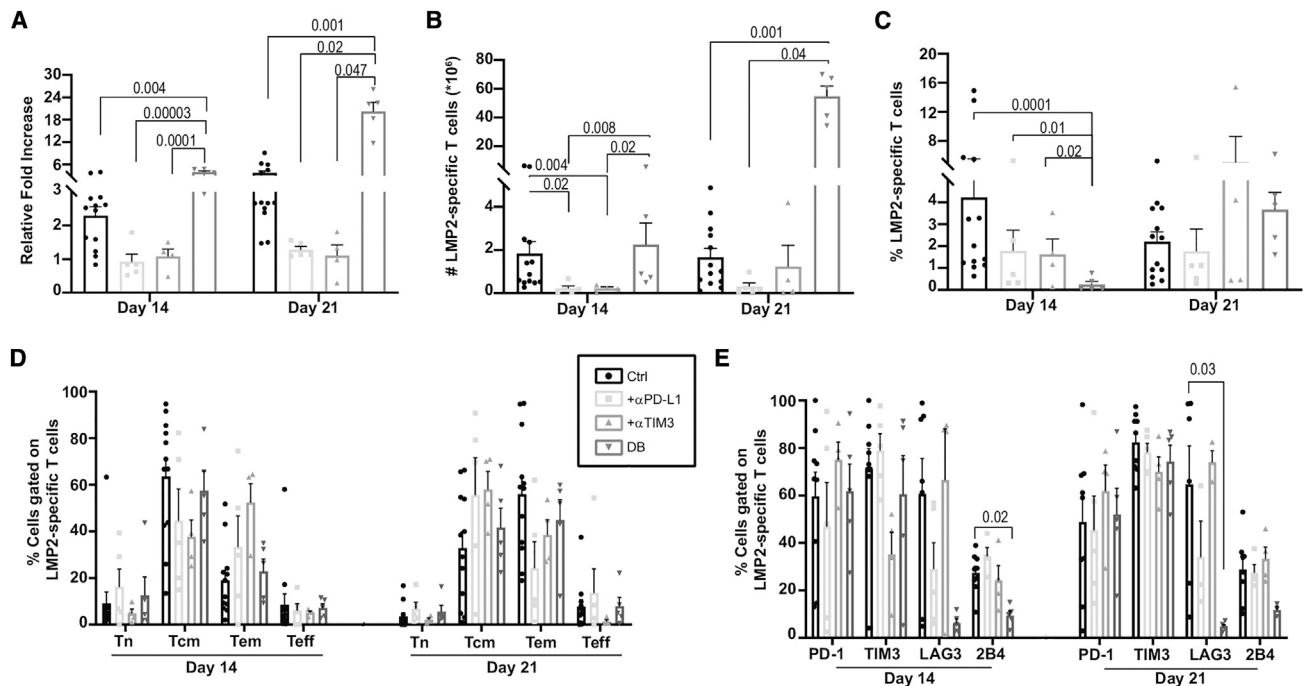 A
Relative Fold Increase
30
24
18
12
6
3
2
1
0
0.001
0.02
0.047
0.004
0.00003
0.0001
Day 14
Day 21
B
# LMP2-specific T cells (*10⁶)
80
60
40
20
4
2
0
0.001
0.04
0.008
0.004
0.02
0.02
Day 14
Day 21
C
% LMP2-specific T cells
20
16
12
8
4
3
2
1
0
0.0001
0.01
0.02
Day 14
Day 21
D
% Cells gated on
LMP2-specific T cells
100
80
60
40
20
0
Tn Tcm Tem Teff
Day 14
Tn Tcm Tem Teff
Day 21
Ctrl
+αPD-L1
+αTIM3
DB
E
% Cells gated on
LMP2-specific T cells
100
80
60
40
20
0
0.02
0.03
PD-1 TIM3 LAG3 2B4
Day 14
PD-1 TIM3 LAG3 2B4
Day 21